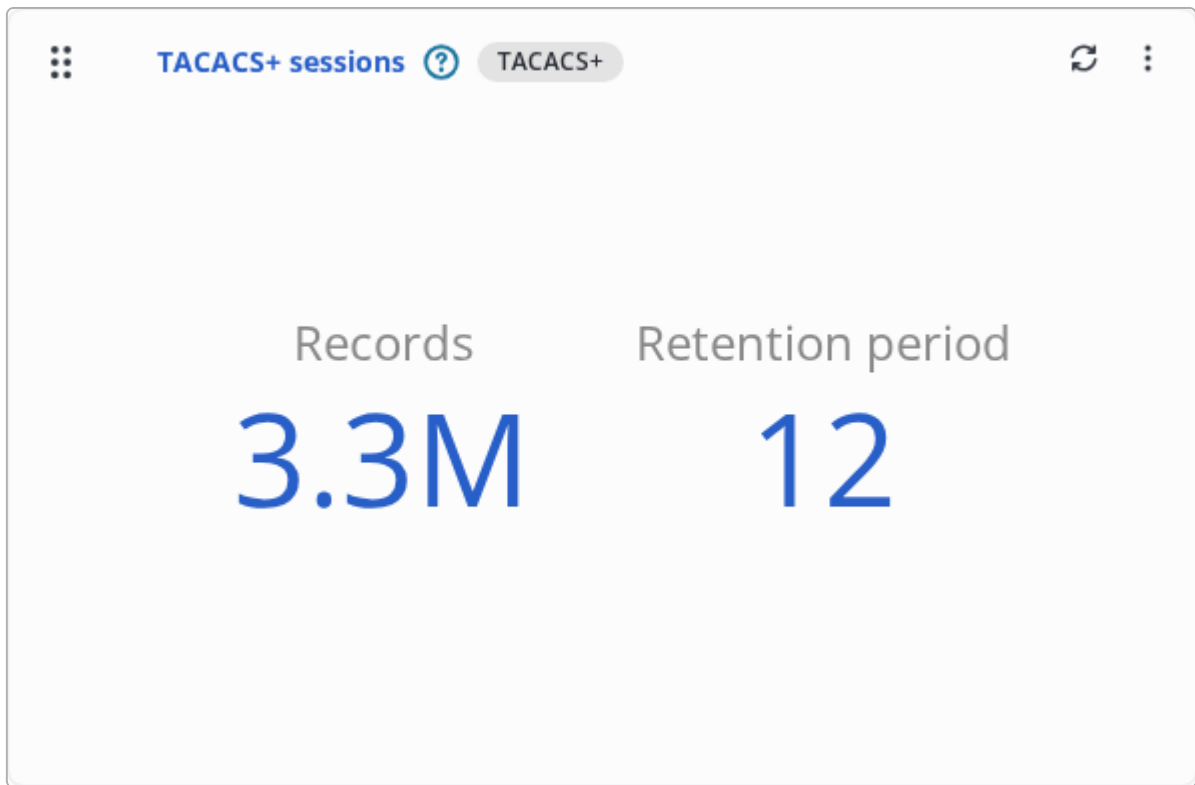 TACACS+ sessions ? TACACS+
Records Retention period
3.3M 12